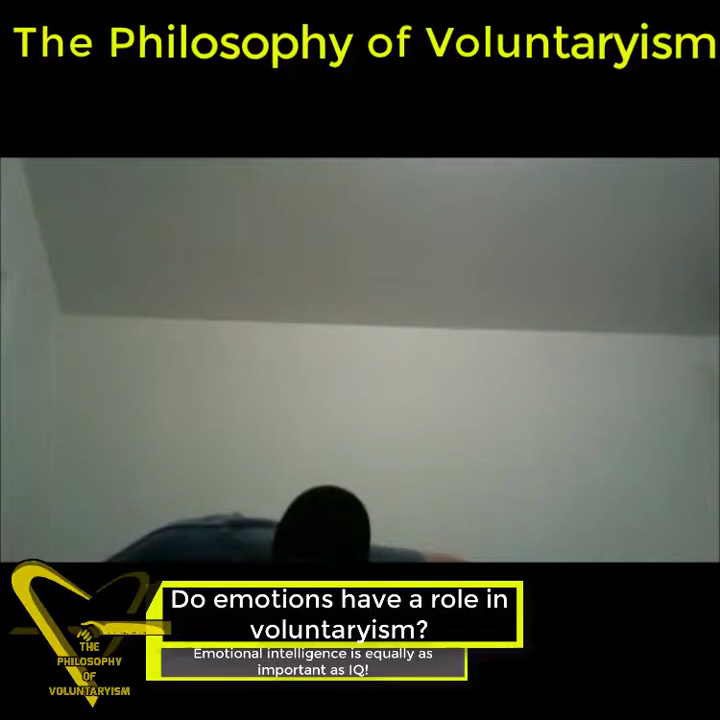 The Philosophy of Voluntaryism
Do emotions have a role in
voluntaryism?
Emotional intelligence is equally as
important as IQ!
THE
PHILOSOPHY
OF
VOLUNTARYISM